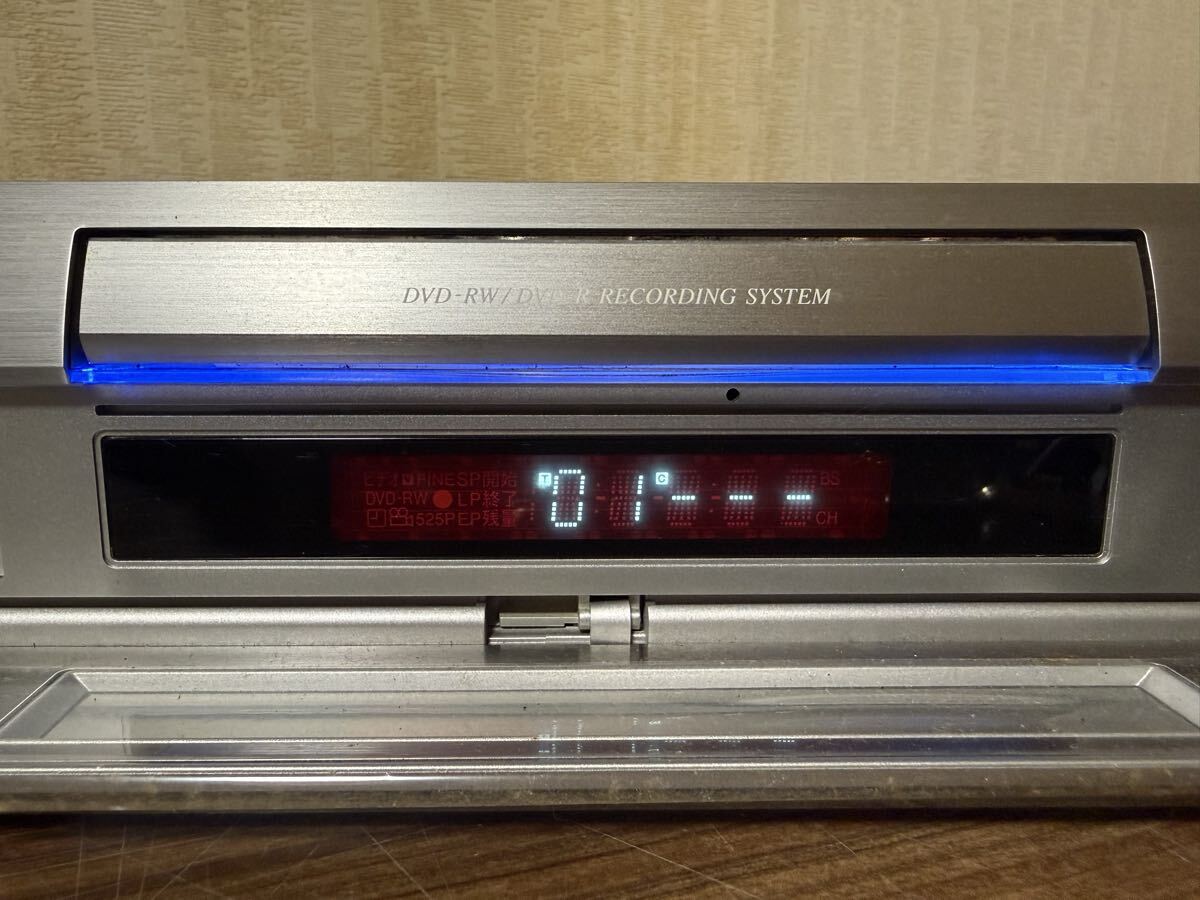 DVD-RW/DVD-R RECORDING SYSTEM
ビデオ FINE SP 開始 T 01 C - - - BS
DVD-RW LP 終了
525P EP 残量 CH